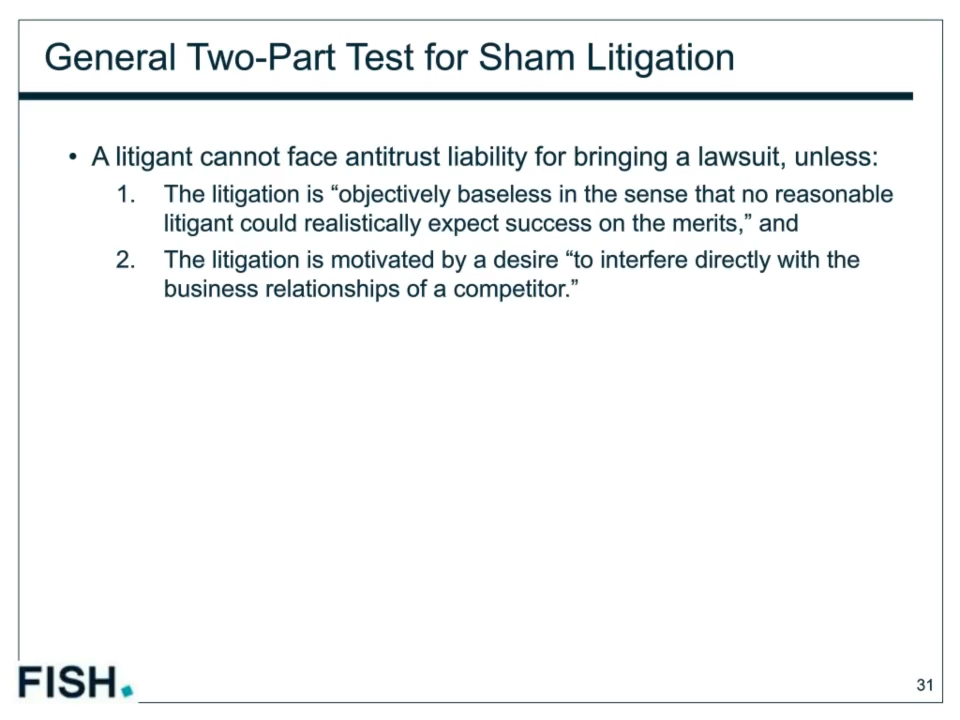 General Two-Part Test for Sham Litigation
• A litigant cannot face antitrust liability for bringing a lawsuit, unless:
1. The litigation is “objectively baseless in the sense that no reasonable
litigant could realistically expect success on the merits,” and
2. The litigation is motivated by a desire “to interfere directly with the
business relationships of a competitor.”
FISH.
31